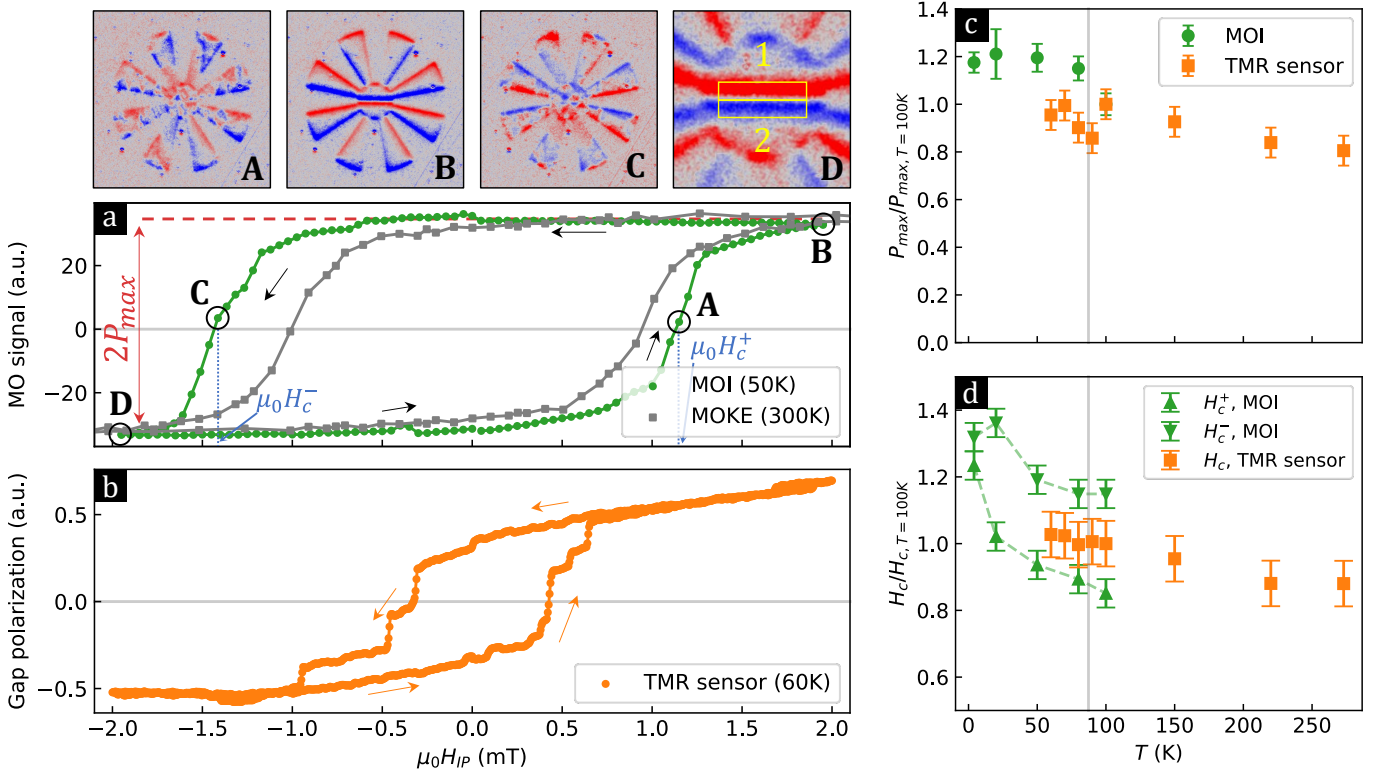 A
B
C
1
2
D
a
MO signal (a.u.)
20
0
−20
2P_max
C
B
A
D
μ₀H_c^−
μ₀H_c^+
MOI (50K)
MOKE (300K)
b
Gap polarization (a.u.)
0.5
0.0
−0.5
TMR sensor (60K)
−2.0 −1.5 −1.0 −0.5 0.0 0.5 1.0 1.5 2.0
μ₀H_IP (mT)
c
P_max/P_max, T = 100K
1.4
1.2
1.0
0.8
0.6
0.4
0.2
0.0
MOI
TMR sensor
d
H_c/H_c, T = 100K
1.4
1.2
1.0
0.8
0.6
H_c^+, MOI
H_c^−, MOI
H_c, TMR sensor
0 50 100 150 200 250
T (K)